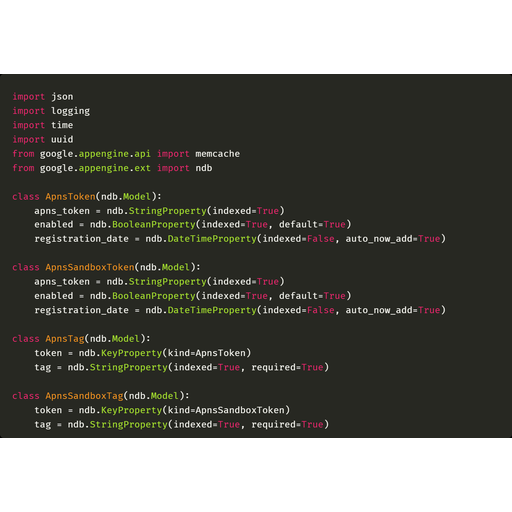 import json
import logging
import time
import uuid
from google.appengine.api import memcache
from google.appengine.ext import ndb

class ApnsToken(ndb.Model):
    apns_token = ndb.StringProperty(indexed=True)
    enabled = ndb.BooleanProperty(indexed=True, default=True)
    registration_date = ndb.DateTimeProperty(indexed=False, auto_now_add=True)

class ApnsSandboxToken(ndb.Model):
    apns_token = ndb.StringProperty(indexed=True)
    enabled = ndb.BooleanProperty(indexed=True, default=True)
    registration_date = ndb.DateTimeProperty(indexed=False, auto_now_add=True)

class ApnsTag(ndb.Model):
    token = ndb.KeyProperty(kind=ApnsToken)
    tag = ndb.StringProperty(indexed=True, required=True)

class ApnsSandboxTag(ndb.Model):
    token = ndb.KeyProperty(kind=ApnsSandboxToken)
    tag = ndb.StringProperty(indexed=True, required=True)